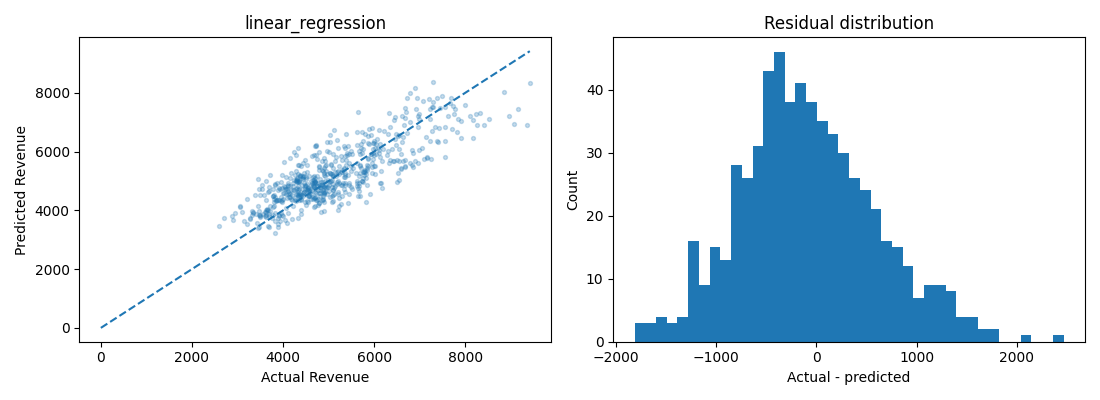 linear_regression
Predicted Revenue
8000
6000
4000
2000
0
0 2000 4000 6000 8000
Actual Revenue
Residual distribution
Count
40
30
20
10
0
−2000 −1000 0 1000 2000
Actual - predicted